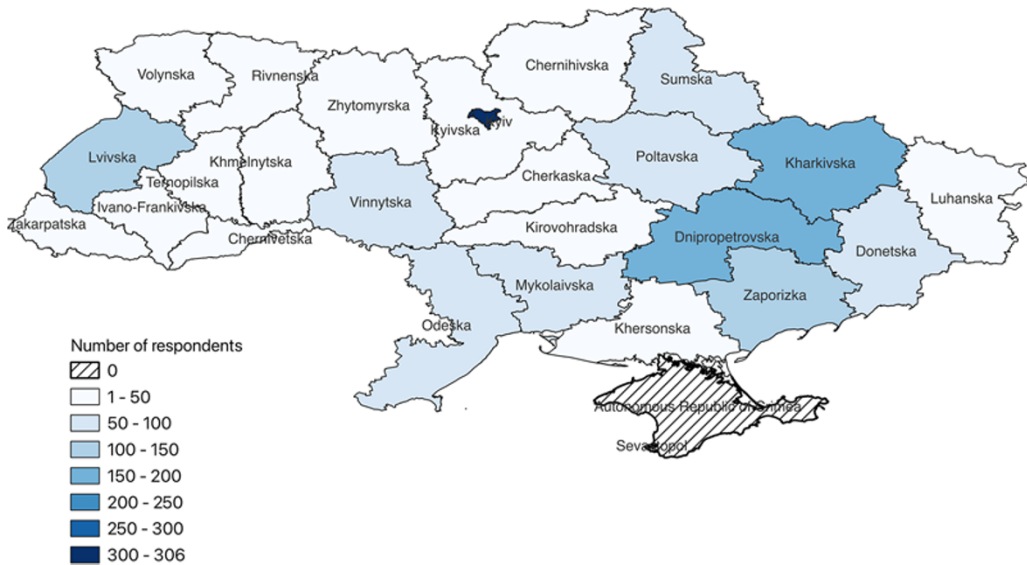 Chernihivska
Volynska
Rivnenska
Sumska
Zhytomyrska
Kyiv
Kyivska
Lvivska
Khmelnytska
Poltavska
Kharkivska
Cherkaska
Ternopilska
Vinnytska
Luhanska
Ivano-Frankivska
Zakarpatska
Chernivetska
Kirovohradska
Dnipropetrovska
Donetska
Mykolaivska
Zaporizka
Odeska
Khersonska
Autonomous Republic of Crimea
Sevastopol
Number of respondents
0
1 - 50
50 - 100
100 - 150
150 - 200
200 - 250
250 - 300
300 - 306